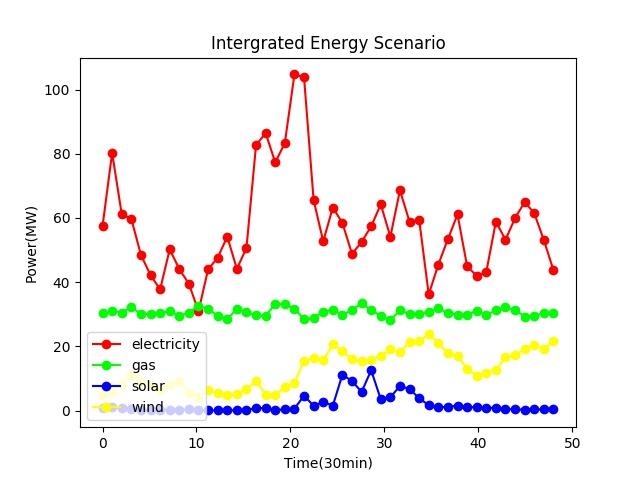 Intergrated Energy Scenario
Power(MW)
100
80
60
40
20
0
electricity
gas
solar
wind
0 10 20 30 40 50
Time(30min)